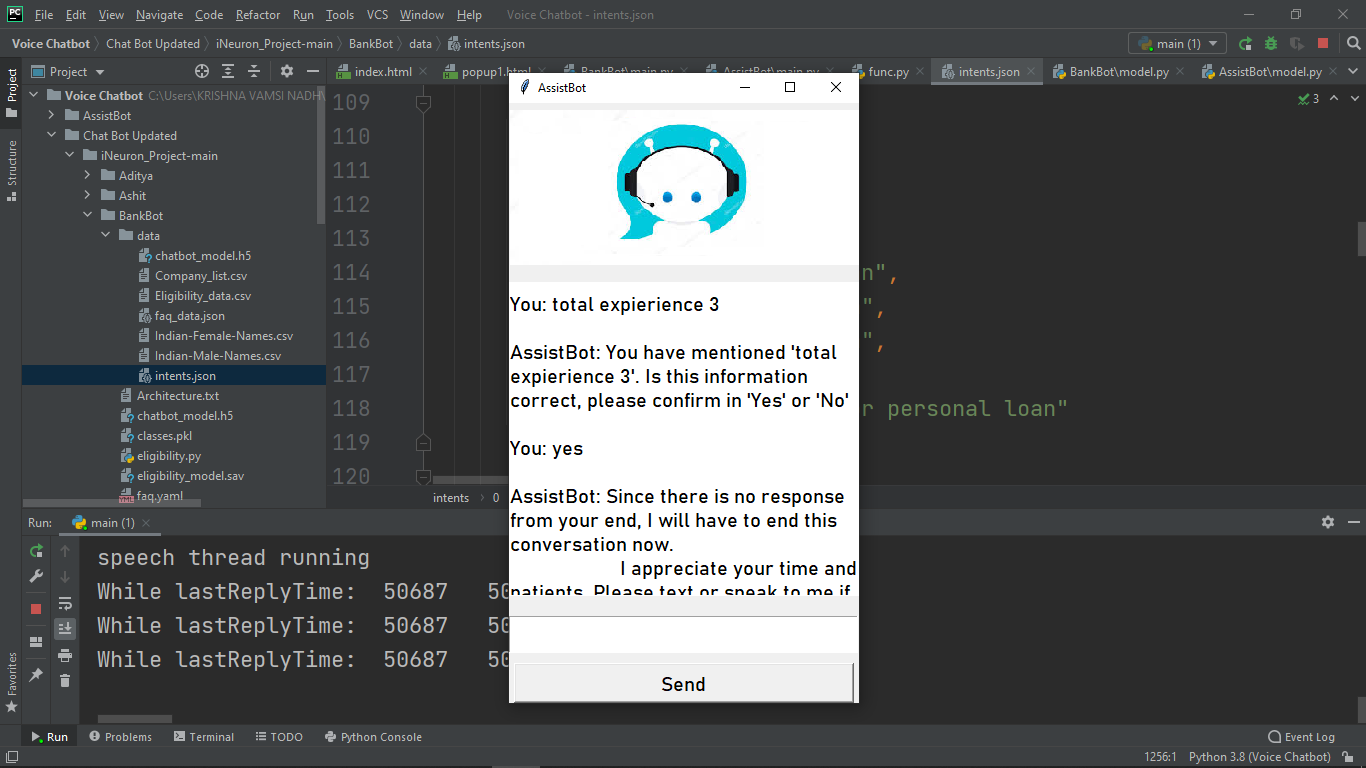 PC File Edit View Navigate Code Refactor Run Tools VCS Window Help Voice Chatbot - intents.json
Voice Chatbot Chat Bot Updated iNeuron_Project-main BankBot data intents.json main (1)
Project index.html popup1.html BankBot\main.py AssistBot\main.py func.py intents.json BankBot\model.py AssistBot\model.py
Project
Structure
Favorites
Voice Chatbot C:\Users\KRISHNA VAMSI NADH\
AssistBot
Chat Bot Updated
iNeuron_Project-main
Aditya
Ashit
BankBot
data
chatbot_model.h5
Company_list.csv
Eligibility_data.csv
faq_data.json
Indian-Female-Names.csv
Indian-Male-Names.csv
intents.json
Architecture.txt
chatbot_model.h5
classes.pkl
eligibility.py
eligibility_model.sav
faq.yaml
3
109
110
111
112
113
114 n",
115 ",
116 ",
117
118 r personal loan"
119
120
intents 0
AssistBot
You: total expierience 3
AssistBot: You have mentioned 'total
expierience 3'. Is this information
correct, please confirm in 'Yes' or 'No'
You: yes
AssistBot: Since there is no response
from your end, I will have to end this
conversation now.
I appreciate your time and
patients. Please text or speak to me if
Send
Run: main (1)
speech thread running
While lastReplyTime: 50687 50
While lastReplyTime: 50687 50
While lastReplyTime: 50687 50
Run Problems Terminal TODO Python Console Event Log
1256:1 Python 3.8 (Voice Chatbot)